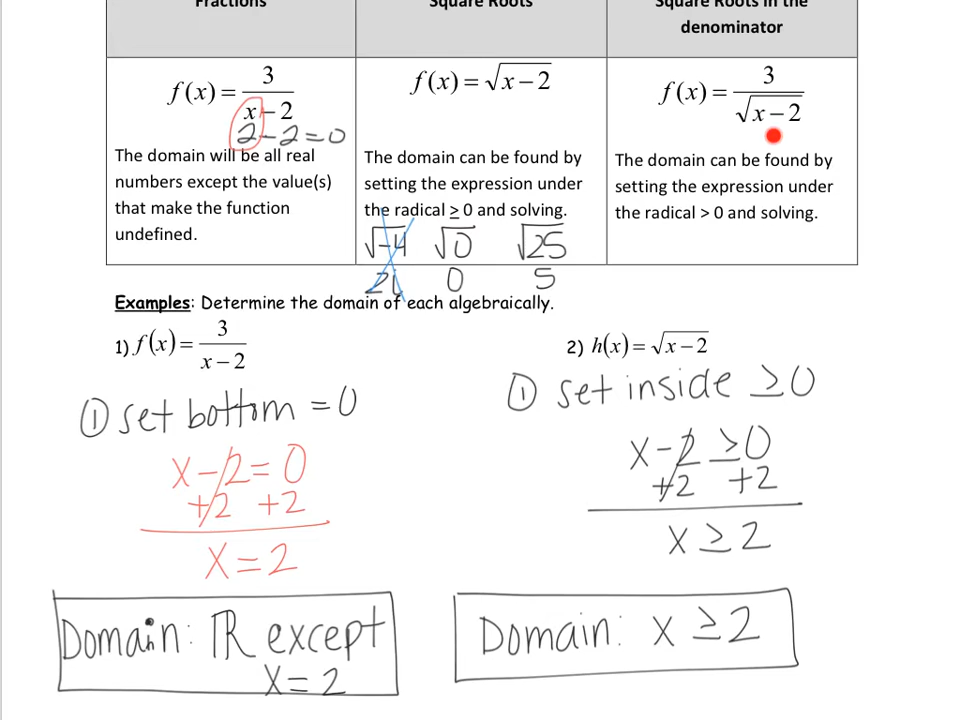 Fractions
Square Roots
Square Roots in the
denominator
f(x) = 3/(x − 2)
2 − 2 = 0
The domain will be all real
numbers except the value(s)
that make the function
undefined.
f(x) = √(x − 2)
The domain can be found by
setting the expression under
the radical ≥ 0 and solving.
√-4 √0 √25
2i 0 5
f(x) = 3/√(x − 2)
The domain can be found by
setting the expression under
the radical > 0 and solving.
Examples: Determine the domain of each algebraically.
1) f(x) = 3/(x − 2)
① set bottom = 0
x − 2 = 0
+2 +2
x = 2
Domain: ℝ except
x = 2
2) h(x) = √(x − 2)
① set inside ≥ 0
x − 2 ≥ 0
+2 +2
x ≥ 2
Domain: x ≥ 2